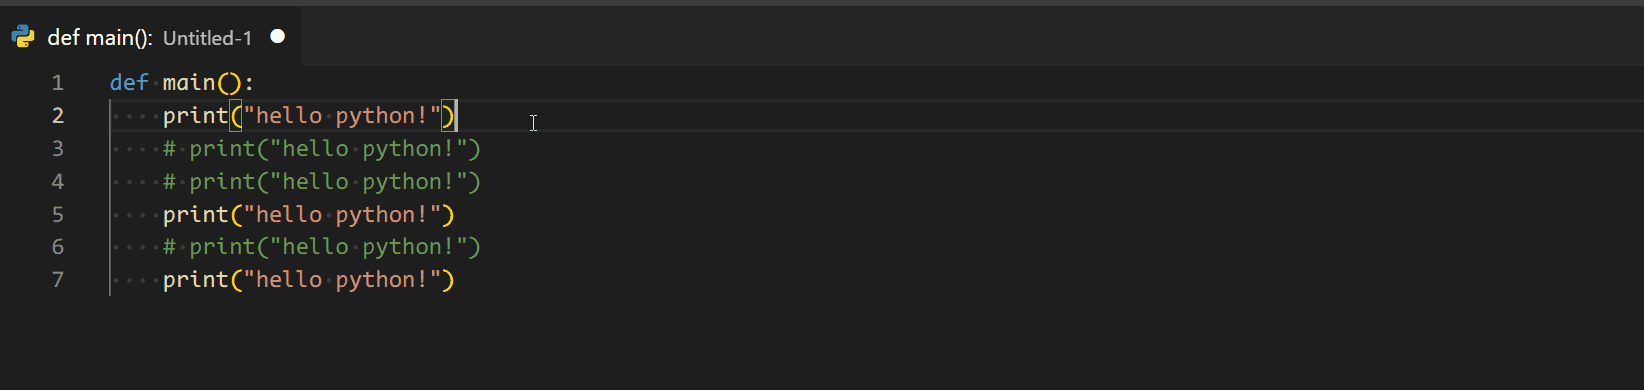 def main(): Untitled-1
1 def main():
2     print("hello python!")
3     # print("hello python!")
4     # print("hello python!")
5     print("hello python!")
6     # print("hello python!")
7     print("hello python!")